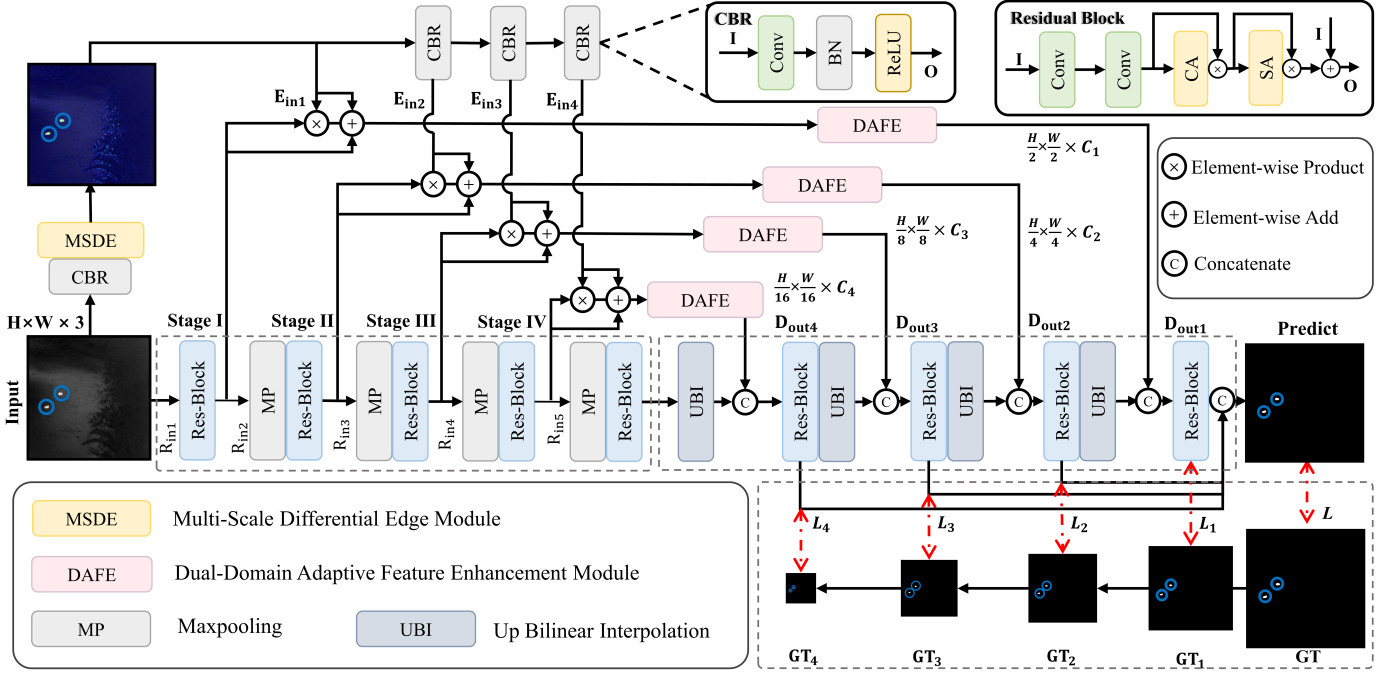 CBR
I
Conv
BN
ReLU
O
Residual Block
I
Conv
Conv
CA
×
SA
×
I
+
O
CBR
CBR
CBR
E_in1
E_in2
E_in3
E_in4
×
+
DAFE
H/2 × W/2 × C_1
×
+
DAFE
H/4 × W/4 × C_2
×
+
DAFE
H/8 × W/8 × C_3
×
+
DAFE
H/16 × W/16 × C_4
× Element-wise Product
+ Element-wise Add
C Concatenate
MSDE
CBR
H×W × 3
Input
Stage I
Stage II
Stage III
Stage IV
D_out4
D_out3
D_out2
D_out1
Predict
R_in1
Res-Block
R_in2
MP
Res-Block
R_in3
MP
Res-Block
R_in4
MP
Res-Block
R_in5
MP
Res-Block
UBI
C
Res-Block
UBI
C
Res-Block
UBI
C
Res-Block
UBI
C
Res-Block
C
L_4
L_3
L_2
L_1
L
GT_4
GT_3
GT_2
GT_1
GT
MSDE Multi-Scale Differential Edge Module
DAFE Dual-Domain Adaptive Feature Enhancement Module
MP Maxpooling
UBI Up Bilinear Interpolation